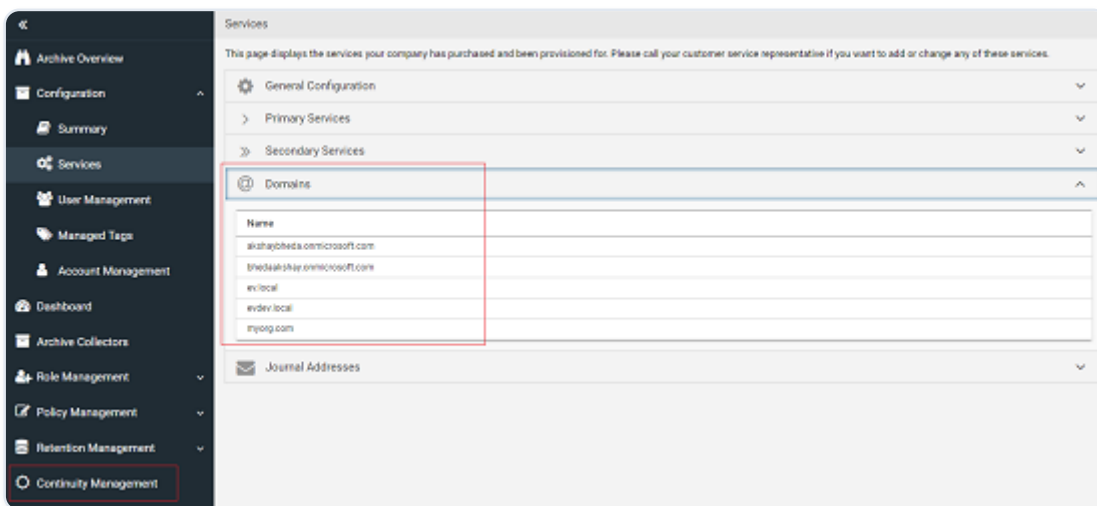 Services
This page displays the services your company has purchased and been provisioned for. Please call your customer service representative if you want to add or change any of these services.
Archive Overview
Configuration
Summary
Services
User Management
Managed Tags
Account Management
Dashboard
Archive Collectors
Role Management
Policy Management
Retention Management
Continuity Management
General Configuration
Primary Services
Secondary Services
Domains
Name
akshaybheda.onmicrosoft.com
bhedaakshay.onmicrosoft.com
ev.local
evdev.local
myorg.com
Journal Addresses